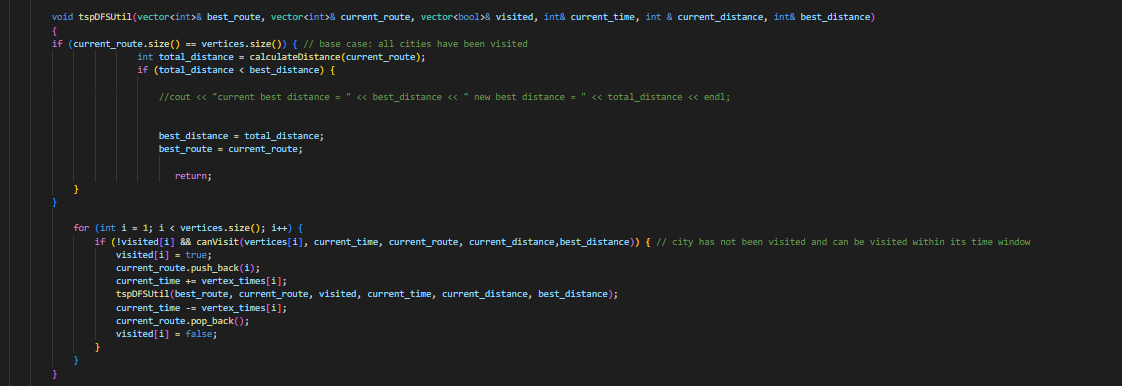 void tspDFSUtil(vector<int>& best_route, vector<int>& current_route, vector<bool>& visited, int& current_time, int & current_distance, int& best_distance)
{
if (current_route.size() == vertices.size()) { // base case: all cities have been visited
int total_distance = calculateDistance(current_route);
if (total_distance < best_distance) {
//cout << "current best distance = " << best_distance << " new best distance = " << total_distance << endl;
best_distance = total_distance;
best_route = current_route;
return;
}
}
for (int i = 1; i < vertices.size(); i++) {
if (!visited[i] && canVisit(vertices[i], current_time, current_route, current_distance,best_distance)) { // city has not been visited and can be visited within its time window
visited[i] = true;
current_route.push_back(i);
current_time += vertex_times[i];
tspDFSUtil(best_route, current_route, visited, current_time, current_distance, best_distance);
current_time -= vertex_times[i];
current_route.pop_back();
visited[i] = false;
}
}
}